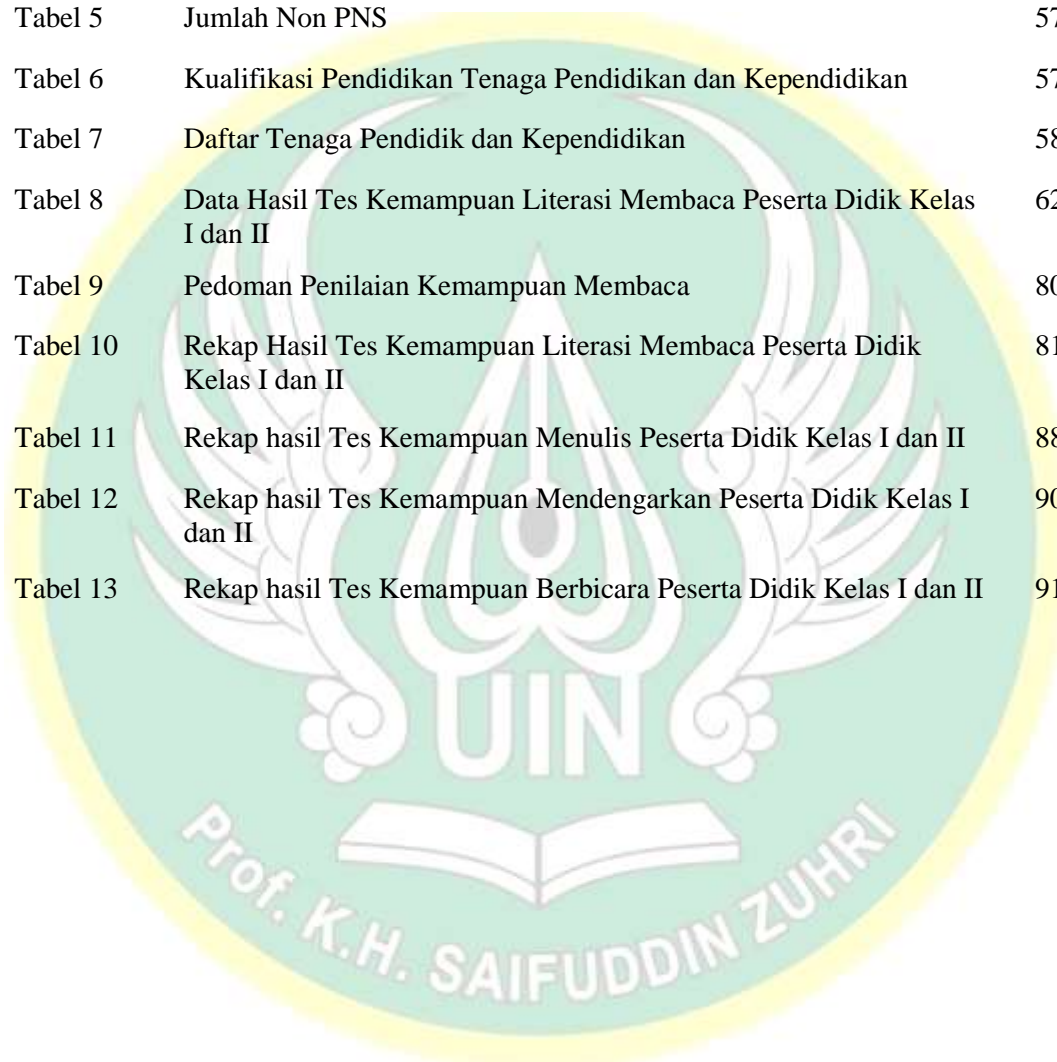 Tabel 5 Jumlah Non PNS 57
Tabel 6 Kualifikasi Pendidikan Tenaga Pendidikan dan Kependidikan 57
Tabel 7 Daftar Tenaga Pendidik dan Kependidikan 58
Tabel 8 Data Hasil Tes Kemampuan Literasi Membaca Peserta Didik Kelas 62
I dan II
Tabel 9 Pedoman Penilaian Kemampuan Membaca 80
Tabel 10 Rekap Hasil Tes Kemampuan Literasi Membaca Peserta Didik 81
Kelas I dan II
Tabel 11 Rekap hasil Tes Kemampuan Menulis Peserta Didik Kelas I dan II 88
Tabel 12 Rekap hasil Tes Kemampuan Mendengarkan Peserta Didik Kelas I 90
dan II
Tabel 13 Rekap hasil Tes Kemampuan Berbicara Peserta Didik Kelas I dan II 91
UIN
Prof. K.H. SAIFUDDIN ZUHRI